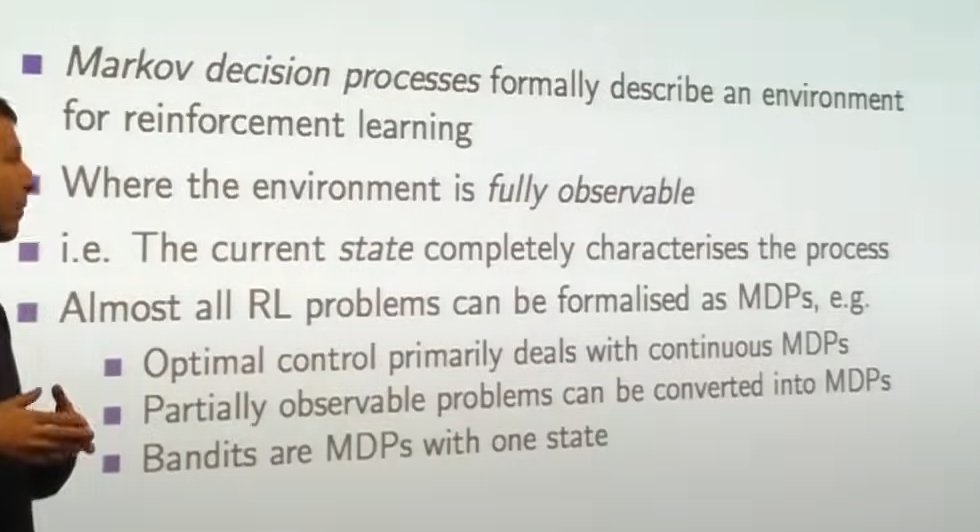 Markov decision processes formally describe an environment
for reinforcement learning
Where the environment is fully observable
i.e. The current state completely characterises the process
Almost all RL problems can be formalised as MDPs, e.g.
Optimal control primarily deals with continuous MDPs
Partially observable problems can be converted into MDPs
Bandits are MDPs with one state